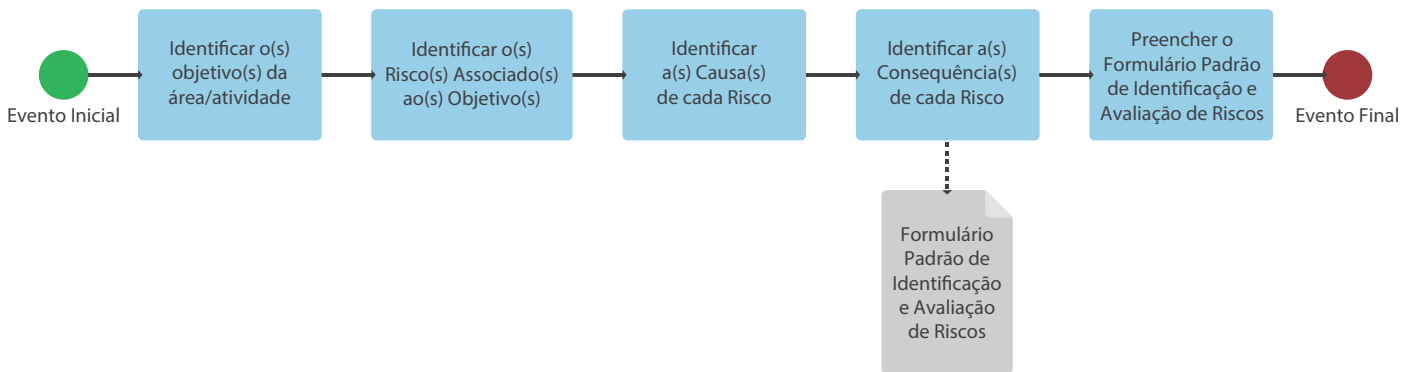 Evento Inicial
Identificar o(s)
objetivo(s) da
área/atividade
Identificar o(s)
Risco(s) Associado(s)
ao(s) Objetivo(s)
Identificar
a(s) Causa(s)
de cada Risco
Identificar a(s)
Consequência(s)
de cada Risco
Preencher o
Formulário Padrão
de Identificação e
Avaliação de Riscos
Evento Final
Formulário
Padrão de
Identificação
e Avaliação
de Riscos